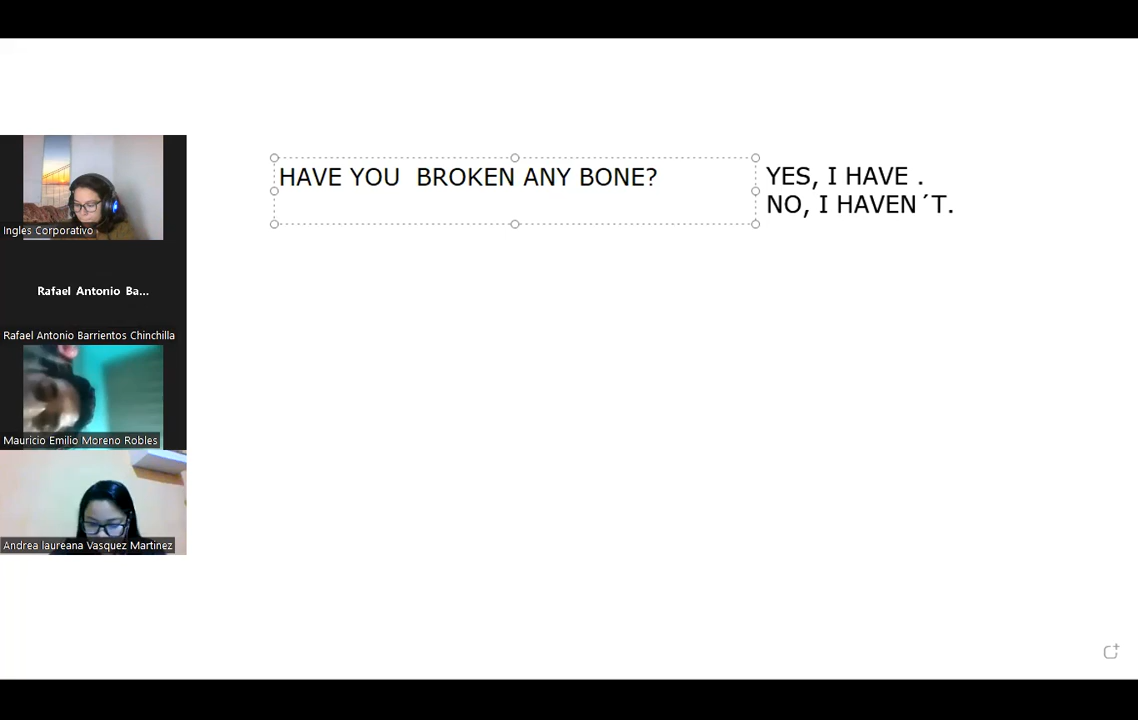 HAVE YOU  BROKEN ANY BONE?
YES, I HAVE .
NO, I HAVEN´T.
Ingles Corporativo
Rafael Antonio Ba...
Rafael Antonio Barrientos Chinchilla
Mauricio Emilio Moreno Robles
Andrea laureana Vasquez Martinez